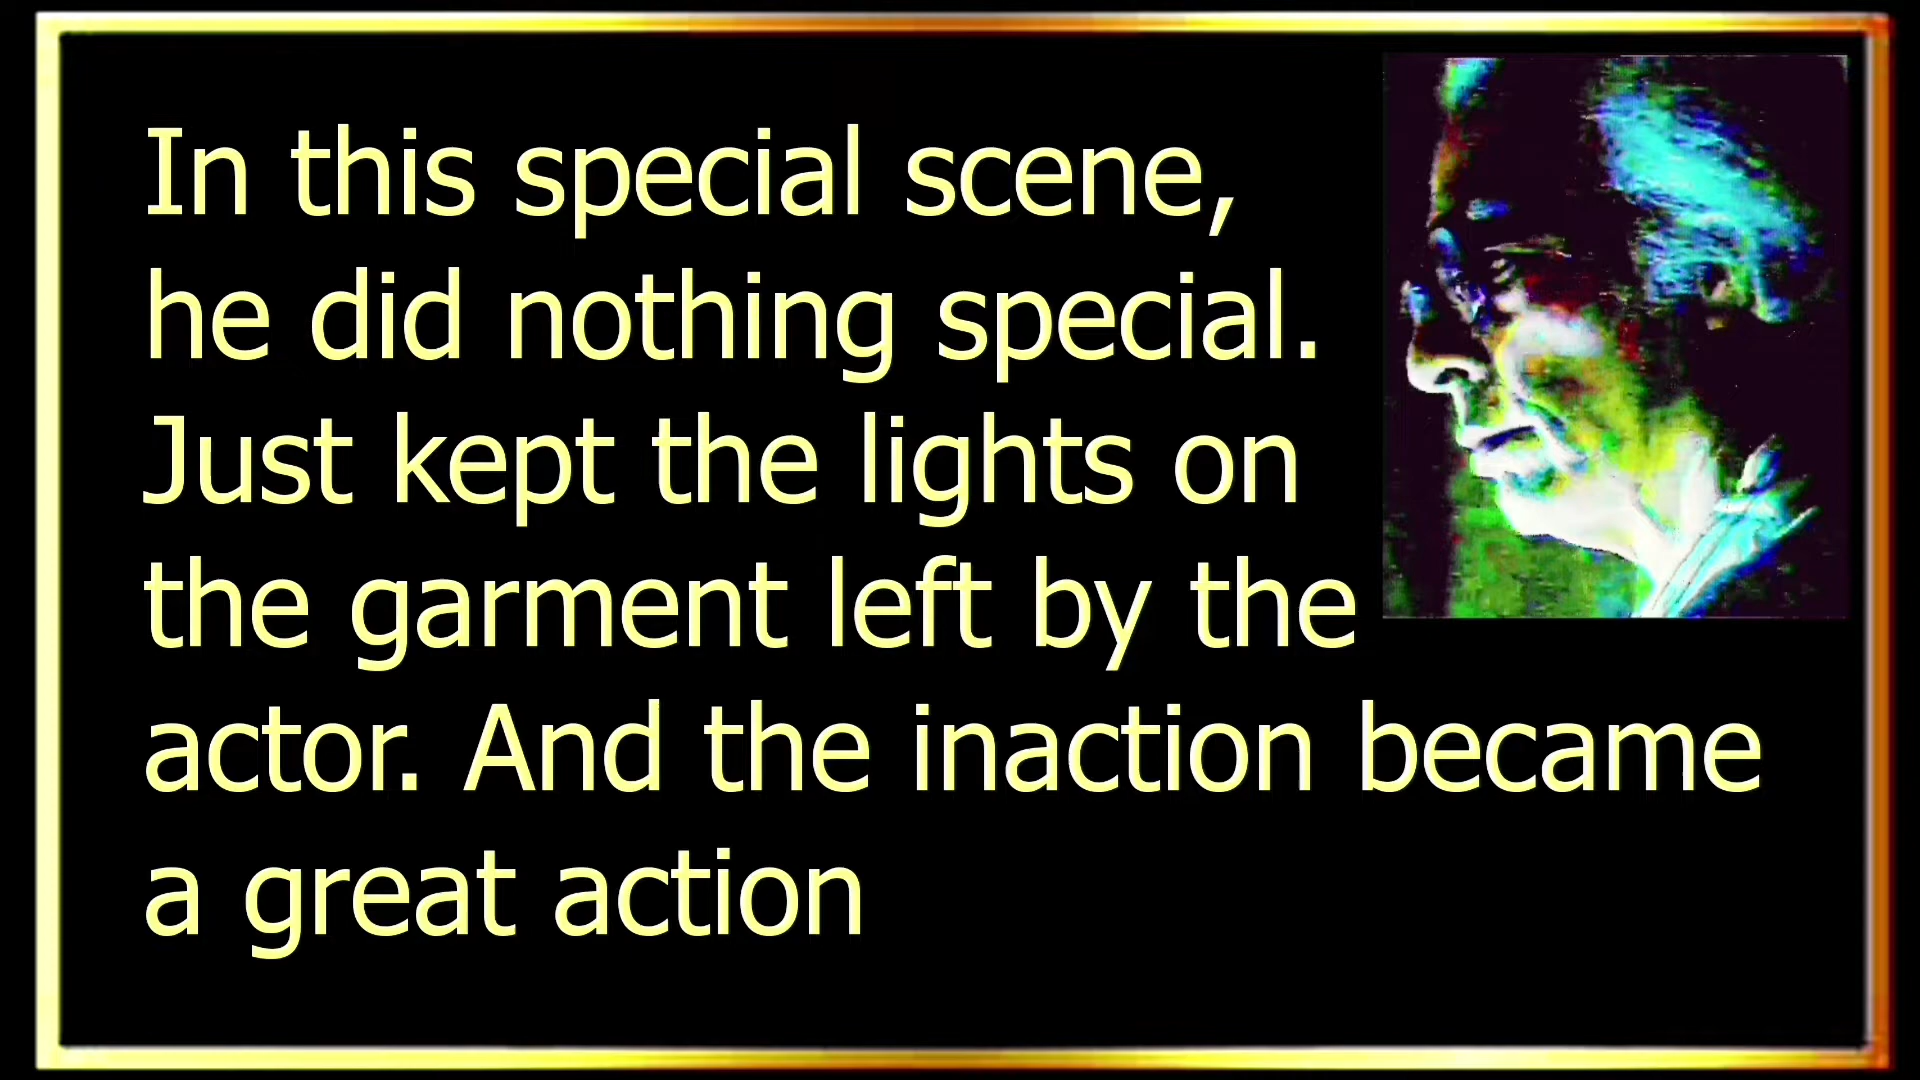 In this special scene,
he did nothing special.
Just kept the lights on
the garment left by the
actor. And the inaction became
a great action